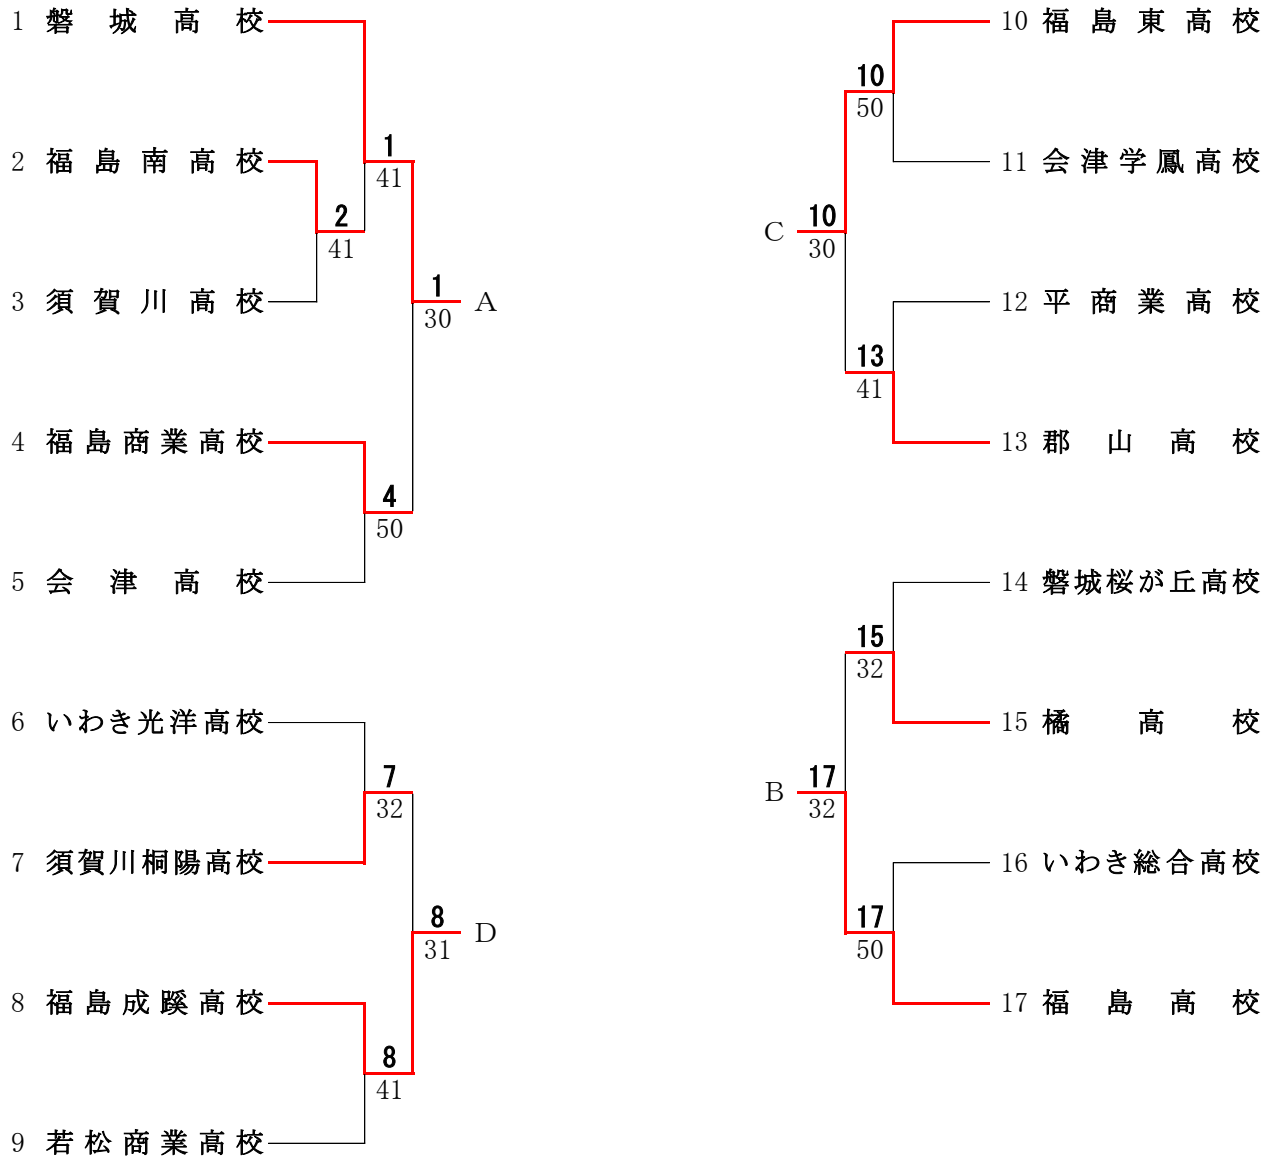 1 磐城高校
1
41
2 福島南高校
2
41
3 須賀川高校
1
30
A
4 福島商業高校
4
50
5 会津高校
6 いわき光洋高校
7
32
7 須賀川桐陽高校
8
31
D
8 福島成蹊高校
8
41
9 若松商業高校
10 福島東高校
10
50
11 会津学鳳高校
C
10
30
12 平商業高校
13
41
13 郡山高校
14 磐城桜が丘高校
15
32
15 橘高校
B
17
32
16 いわき総合高校
17
50
17 福島高校